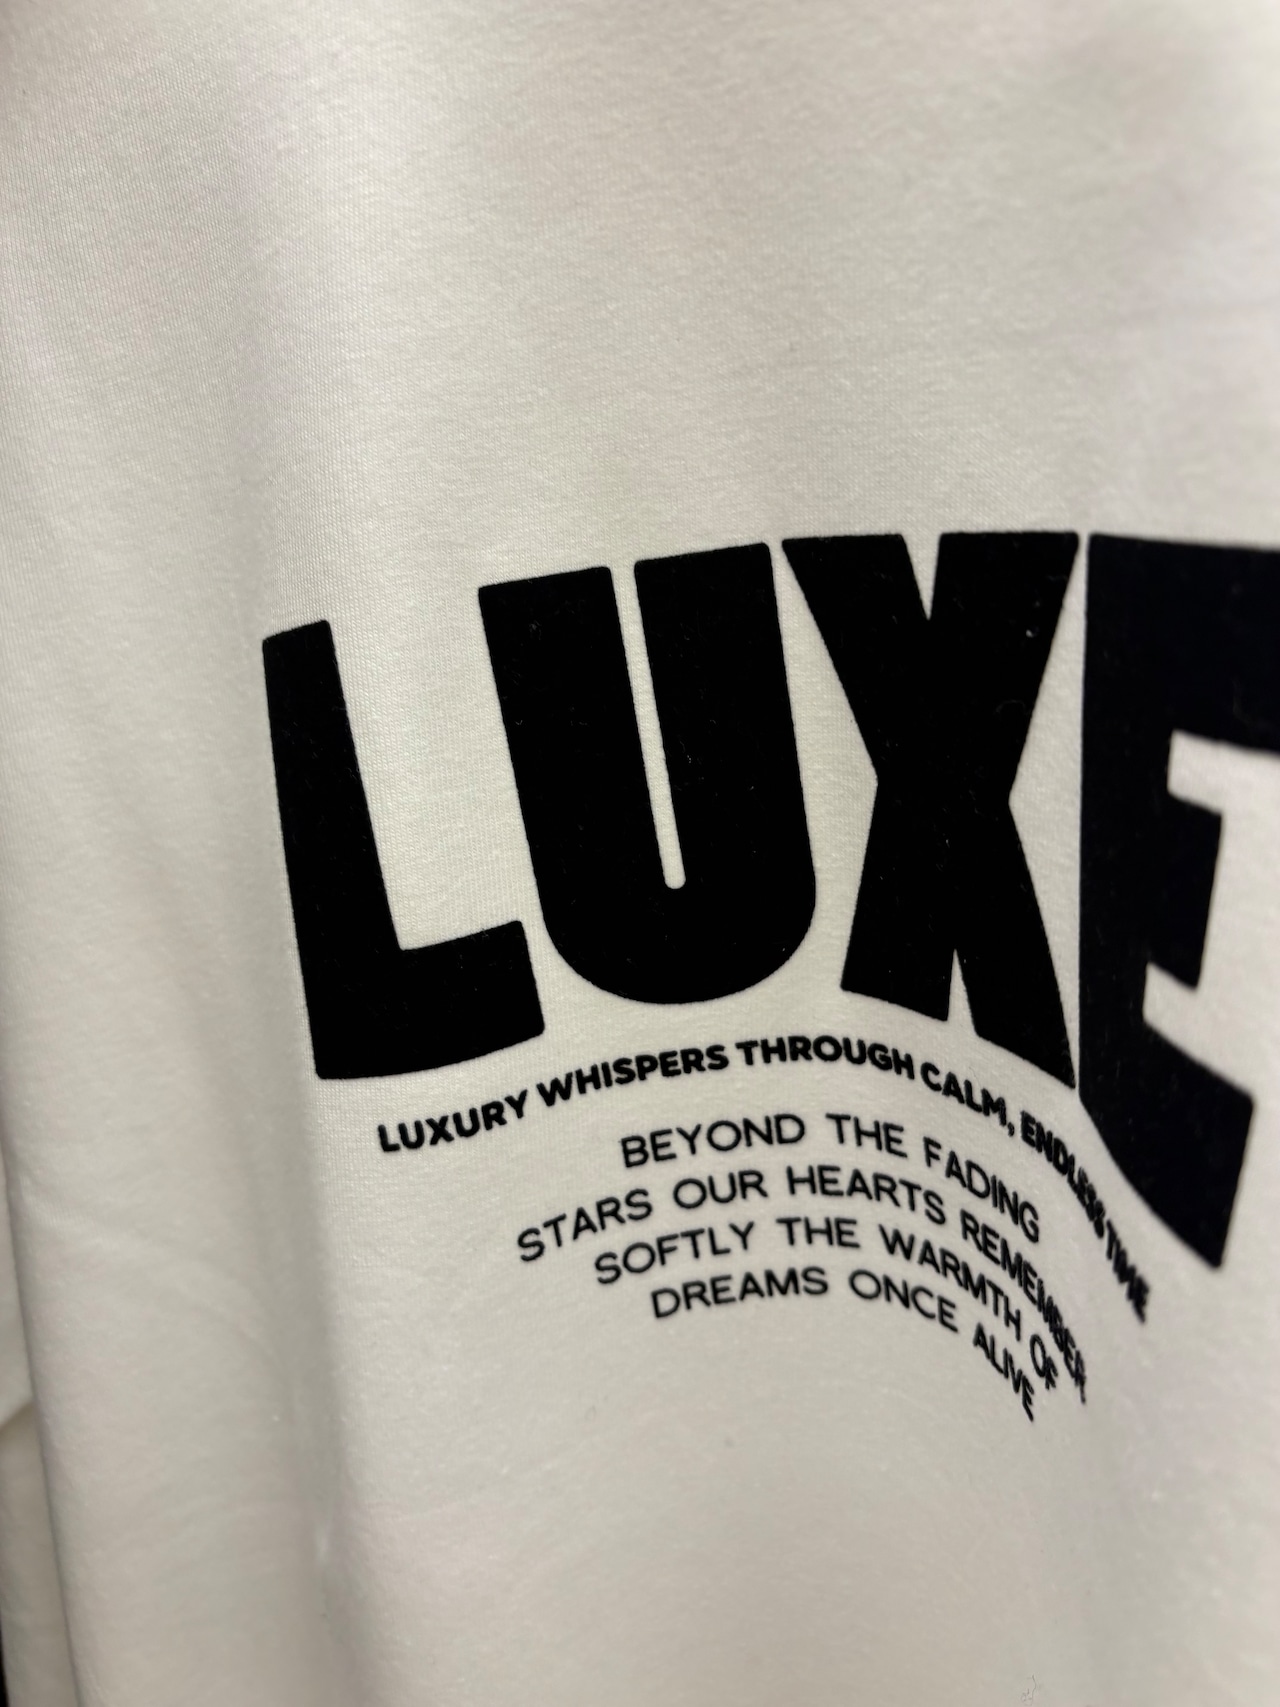 LUXE
LUXURY WHISPERS THROUGH CALM, ENDLESS TIME
BEYOND THE FADING
STARS OUR HEARTS REMEMBER
SOFTLY THE WARMTH OF
DREAMS ONCE ALIVE